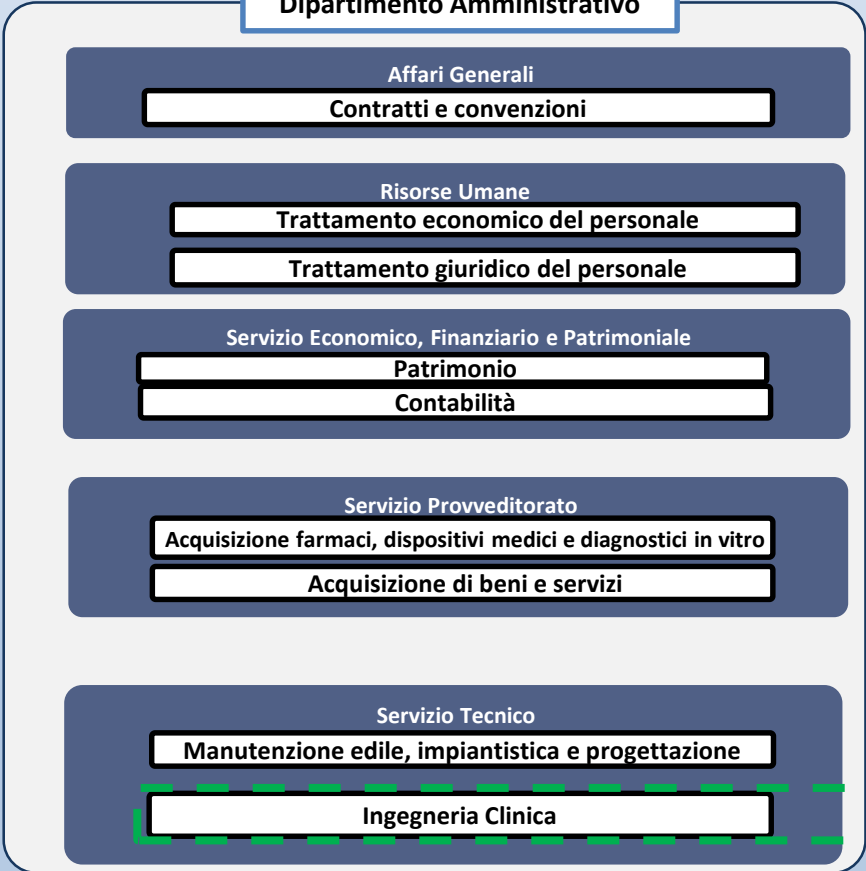 Dipartimento Amministrativo
Affari Generali
Contratti e convenzioni
Risorse Umane
Trattamento economico del personale
Trattamento giuridico del personale
Servizio Economico, Finanziario e Patrimoniale
Patrimonio
Contabilità
Servizio Provveditorato
Acquisizione farmaci, dispositivi medici e diagnostici in vitro
Acquisizione di beni e servizi
Servizio Tecnico
Manutenzione edile, impiantistica e progettazione
Ingegneria Clinica